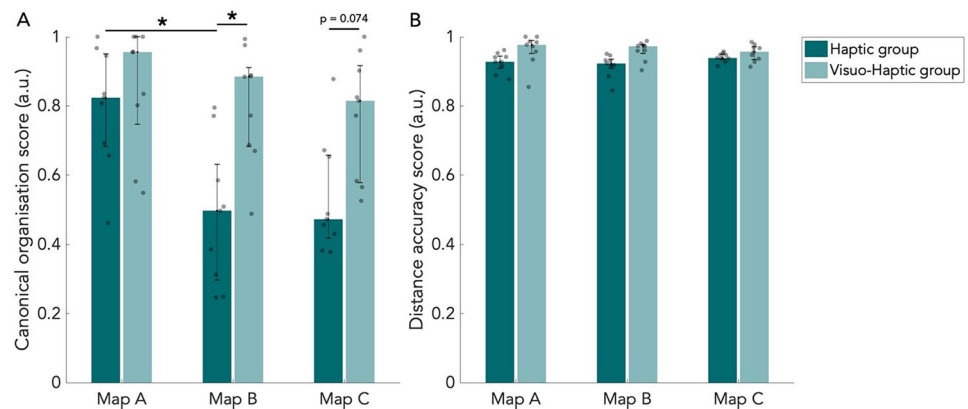 A
B
*
*
p = 0.074
Canonical organisation score (a.u.)
1
0.8
0.6
0.4
0.2
0
Map A
Map B
Map C
Distance accuracy score (a.u.)
1
0.8
0.6
0.4
0.2
0
Map A
Map B
Map C
Haptic group
Visuo-Haptic group